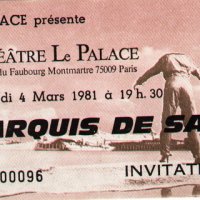 ACE présente
ÉÂTRE LE PALACE
du Faubourg Montmartre 75009 Paris
di 4 Mars 1981 à 19 h. 30
ARQUIS DE SA
00096
INVITAT